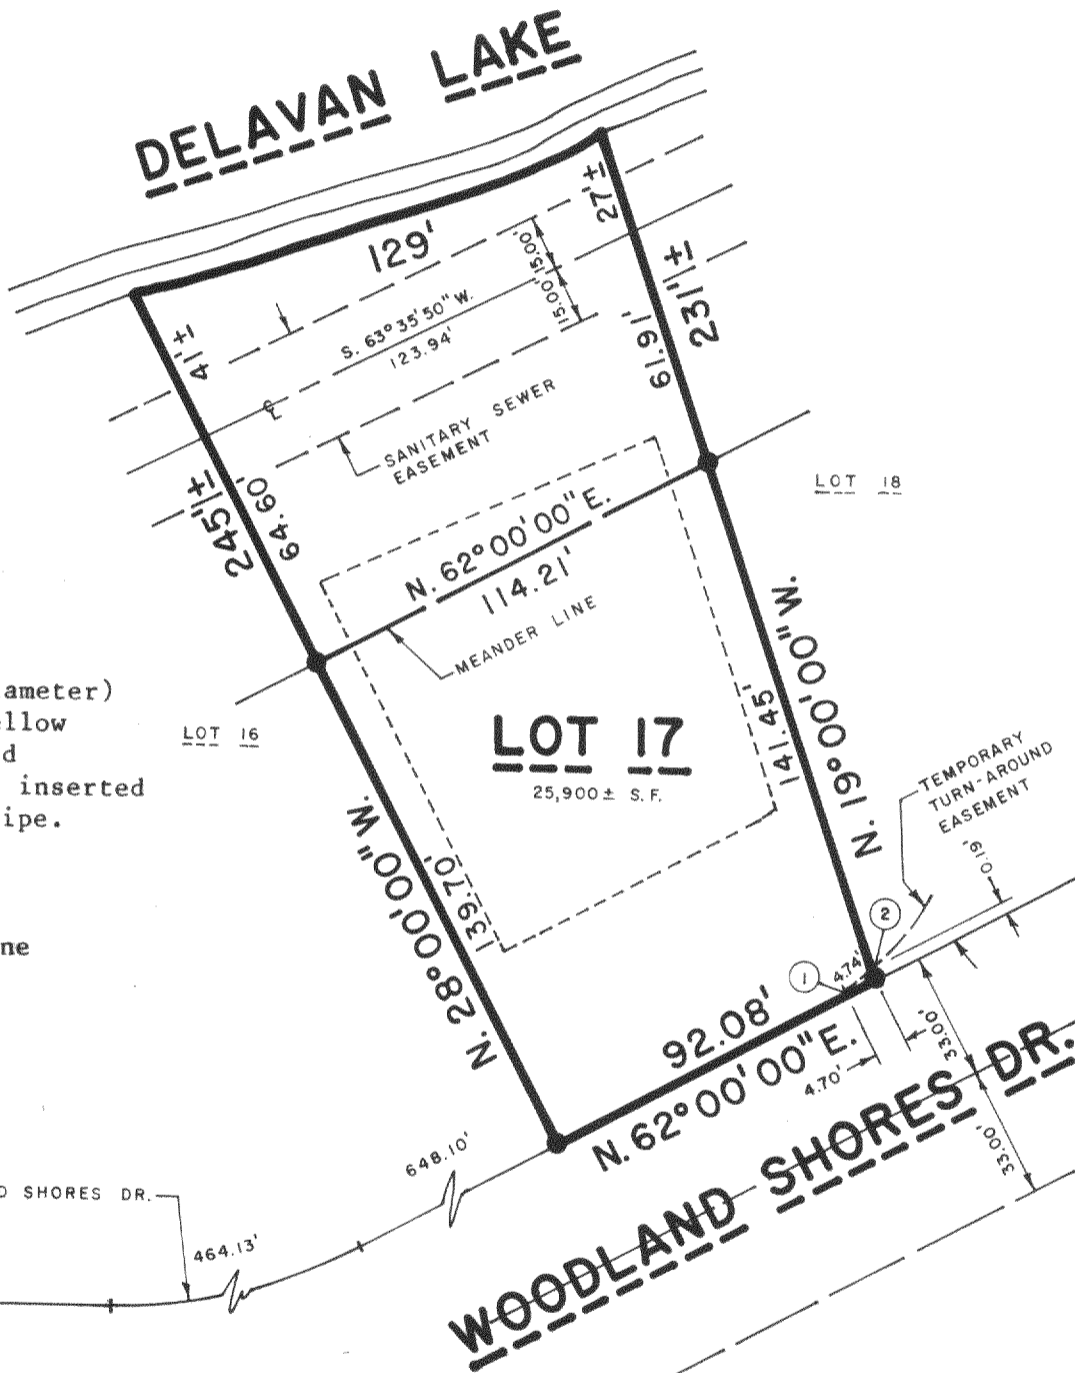 DELAVAN LAKE
129'
27'±
15.00'
15.00'
S. 63° 35' 50" W.
123.94'
41'±
231'±
61.91'
℄
SANITARY SEWER
EASEMENT
245'±
64.60'
LOT 18
N. 62° 00' 00" E.
114.21'
MEANDER LINE
LOT 16
LOT 17
25,900 ± S.F.
141.45'
N. 19° 00' 00" W.
ameter)
llow
d
inserted
ipe.
ne
TEMPORARY
TURN-AROUND
EASEMENT
0.19'
N. 28° 00' 00" W.
139.70'
2
1
4.74'
92.08'
N. 62° 00' 00" E.
4.70'
33.00'
33.00'
WOODLAND SHORES DR.
648.10'
SHORES DR.
464.13'